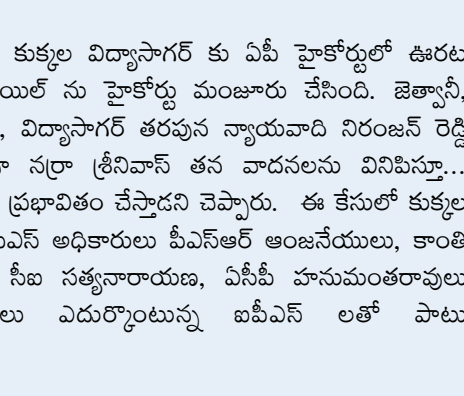 కుక్కల విద్యాసాగర్ కు ఏపీ హైకోర్టులో ఊరట
యిల్ ను హైకోర్టు మంజూరు చేసింది. జెత్వానీ,
, విద్యాసాగర్ తరపున న్యాయవాది నిరంజన్ రెడ్డి
నర్రా శ్రీనివాస్ తన వాదనలను వినిపిస్తూ...
ప్రభావితం చేస్తాడని చెప్పారు. ఈ కేసులో కుక్కల
ఎస్ అధికారులు పీఎస్ఆర్ ఆంజనేయులు, కాంతి
సీఐ సత్యనారాయణ, ఏసీపీ హనుమంతరావులు
లు ఎదుర్కొంటున్న ఐపీఎస్ లతో పాటు